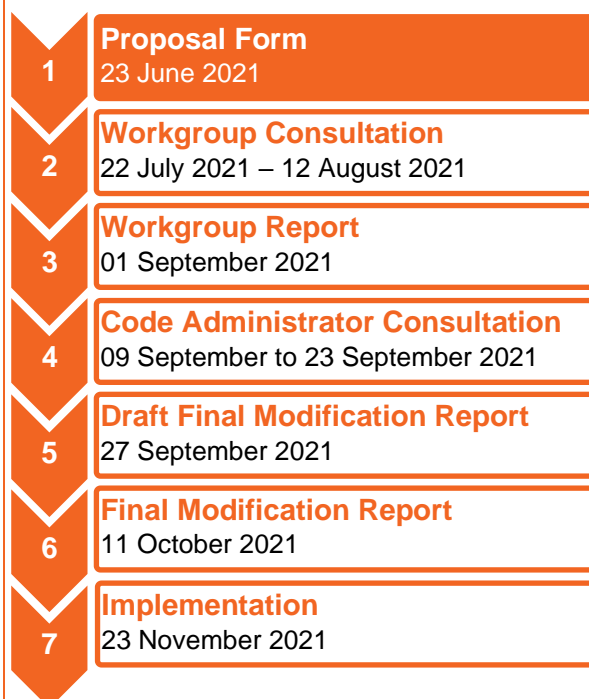 1
Proposal Form
23 June 2021
2
Workgroup Consultation
22 July 2021 – 12 August 2021
3
Workgroup Report
01 September 2021
4
Code Administrator Consultation
09 September to 23 September 2021
5
Draft Final Modification Report
27 September 2021
6
Final Modification Report
11 October 2021
7
Implementation
23 November 2021